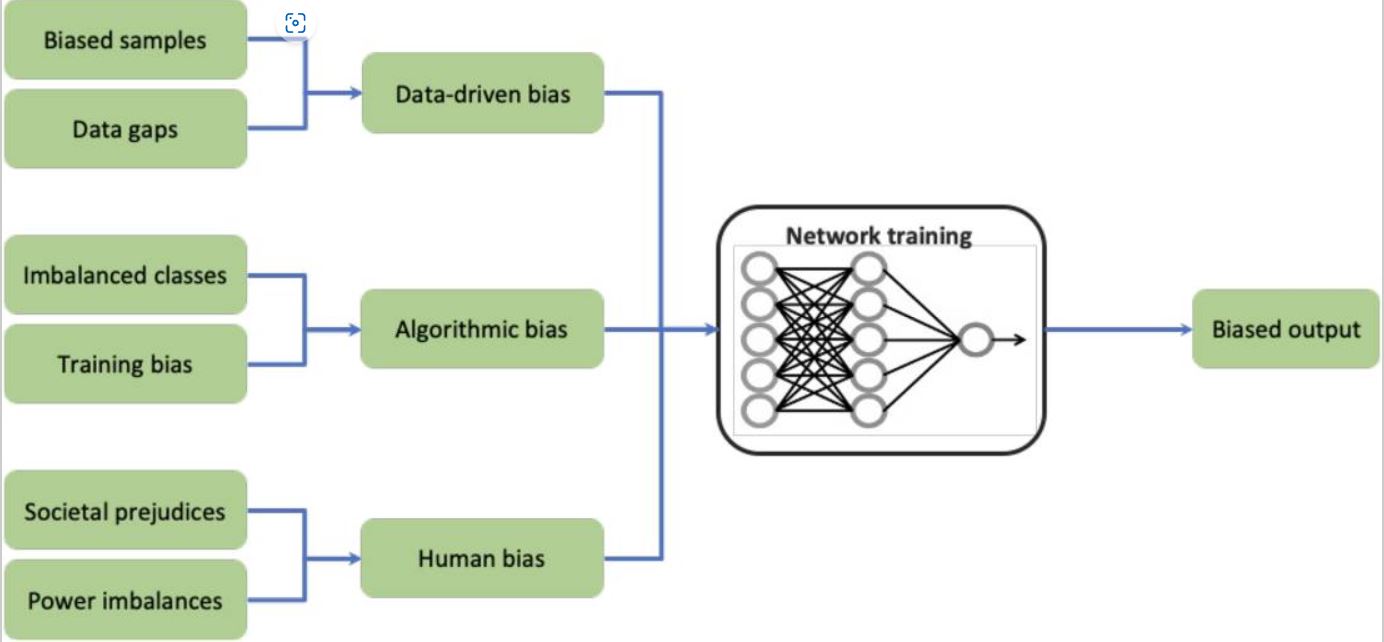 Biased samples
Data gaps
Data-driven bias
Imbalanced classes
Training bias
Algorithmic bias
Societal prejudices
Power imbalances
Human bias
Network training
Biased output